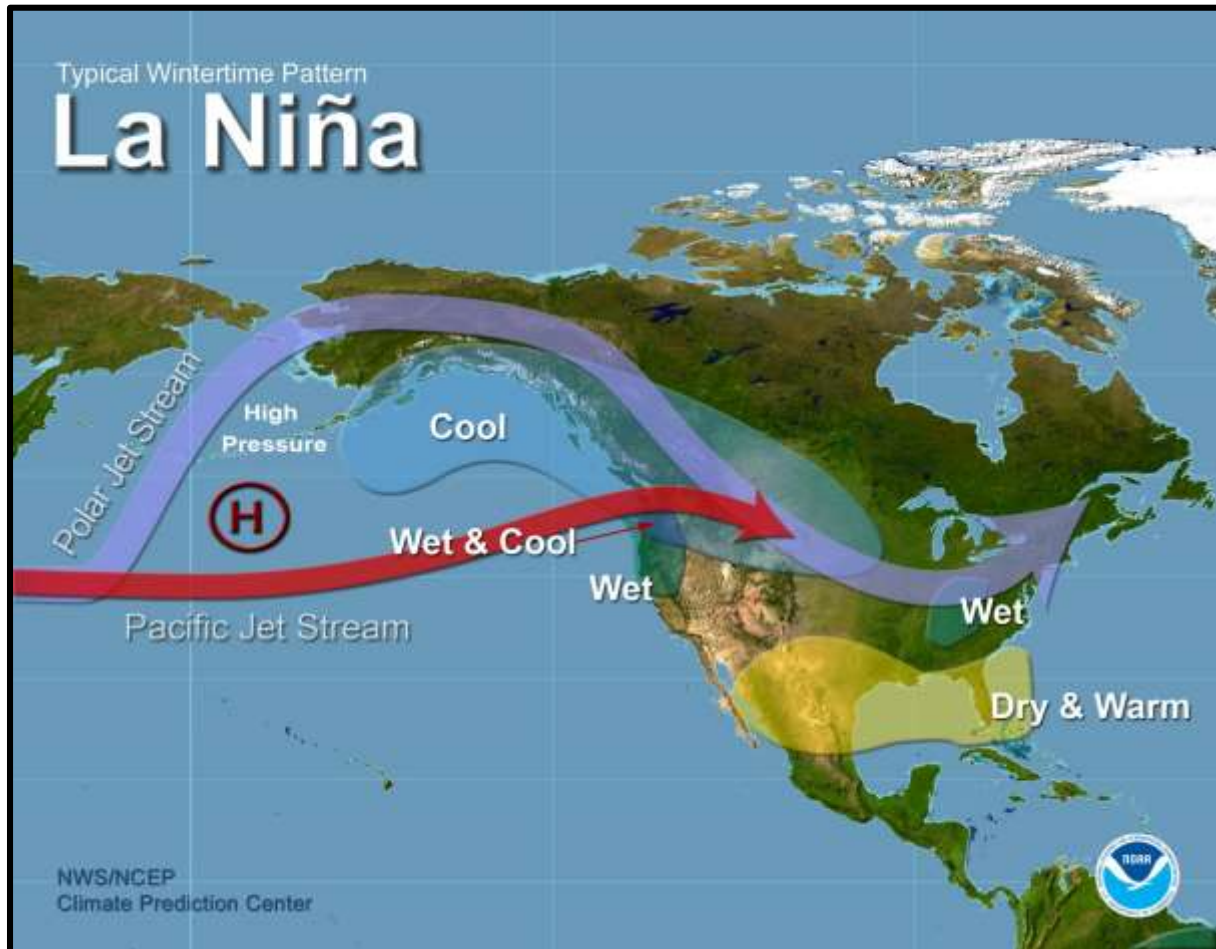 Typical Wintertime Pattern
La Niña
Polar Jet Stream
High
Pressure
Cool
H
Wet & Cool
Wet
Wet
Pacific Jet Stream
Dry & Warm
NWS/NCEP
Climate Prediction Center
NOAA